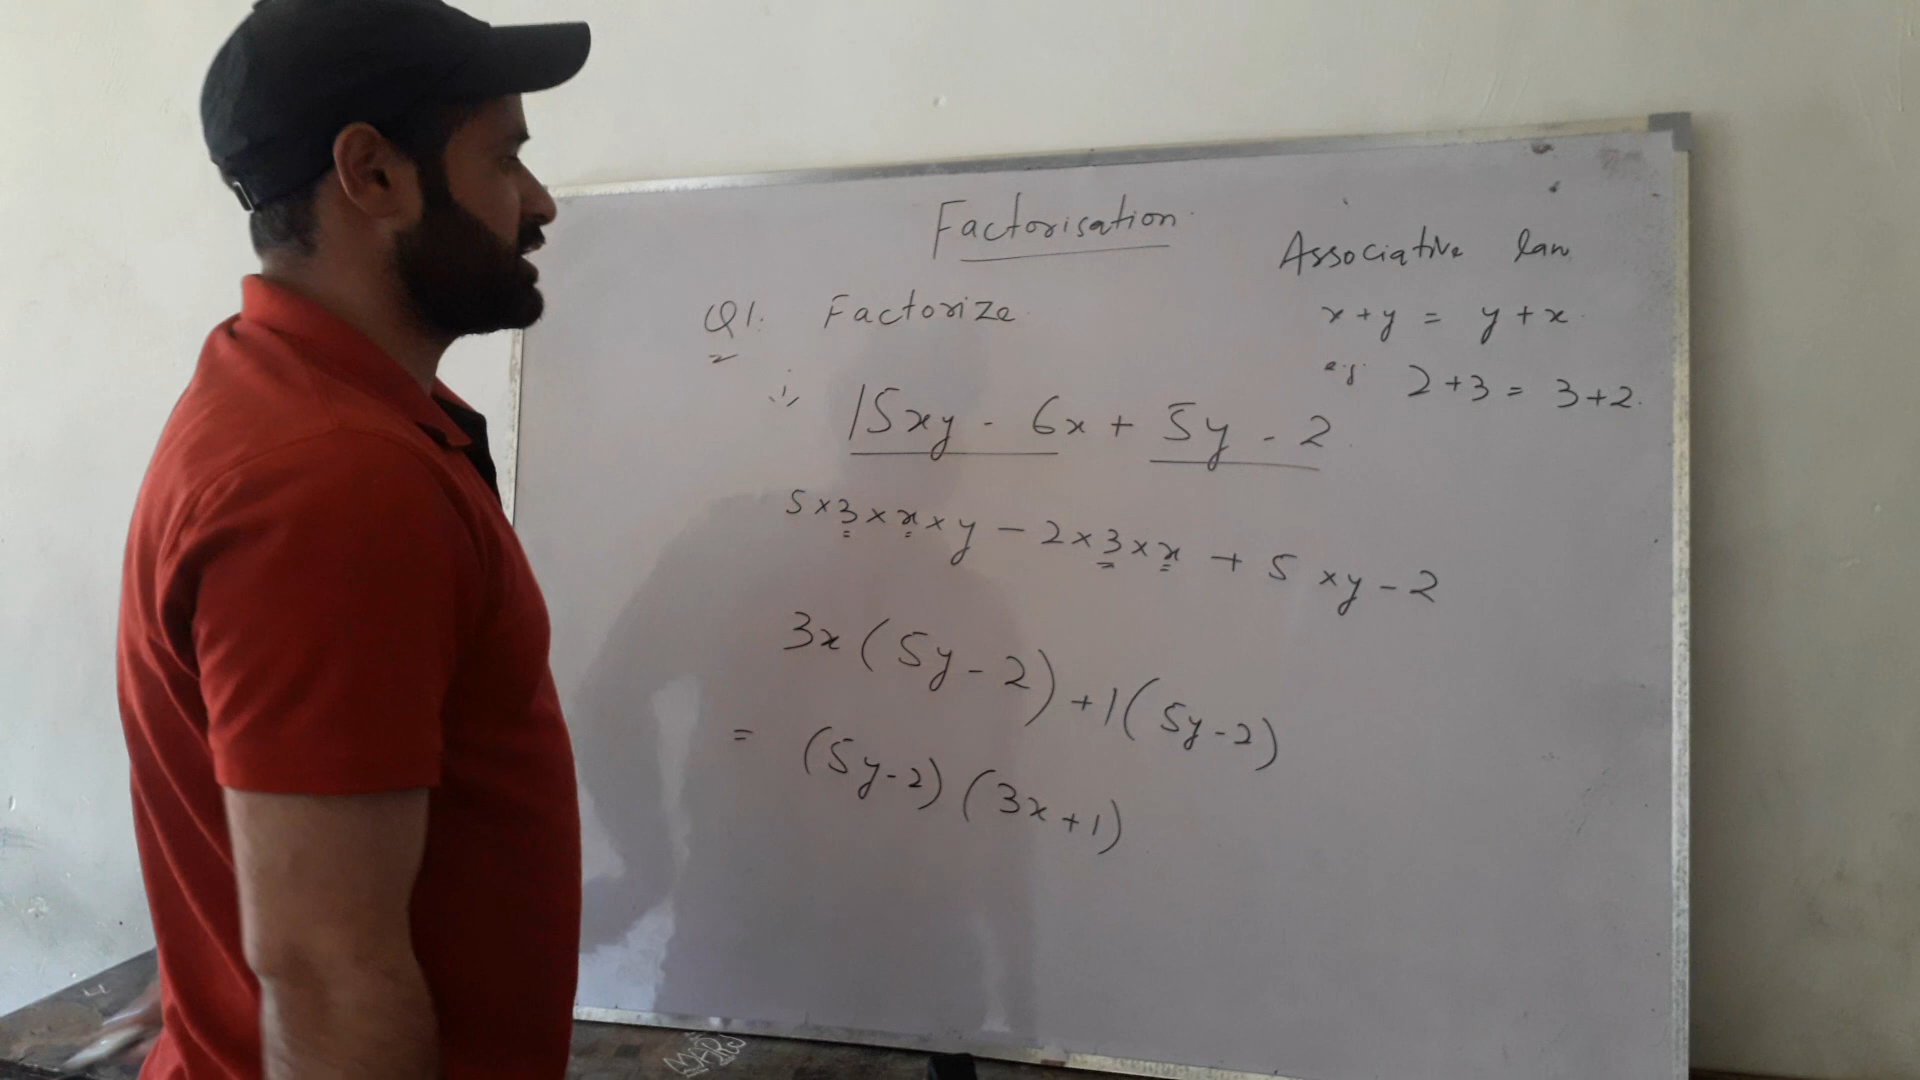 Factorisation
Associative law
x + y = y + x
e.g. 2 + 3 = 3 + 2.
Q1. Factorize
15xy - 6x + 5y - 2
5 × 3 × x × y - 2 × 3 × x + 5 × y - 2
3x (5y - 2) + 1 (5y - 2)
= (5y - 2) (3x + 1)